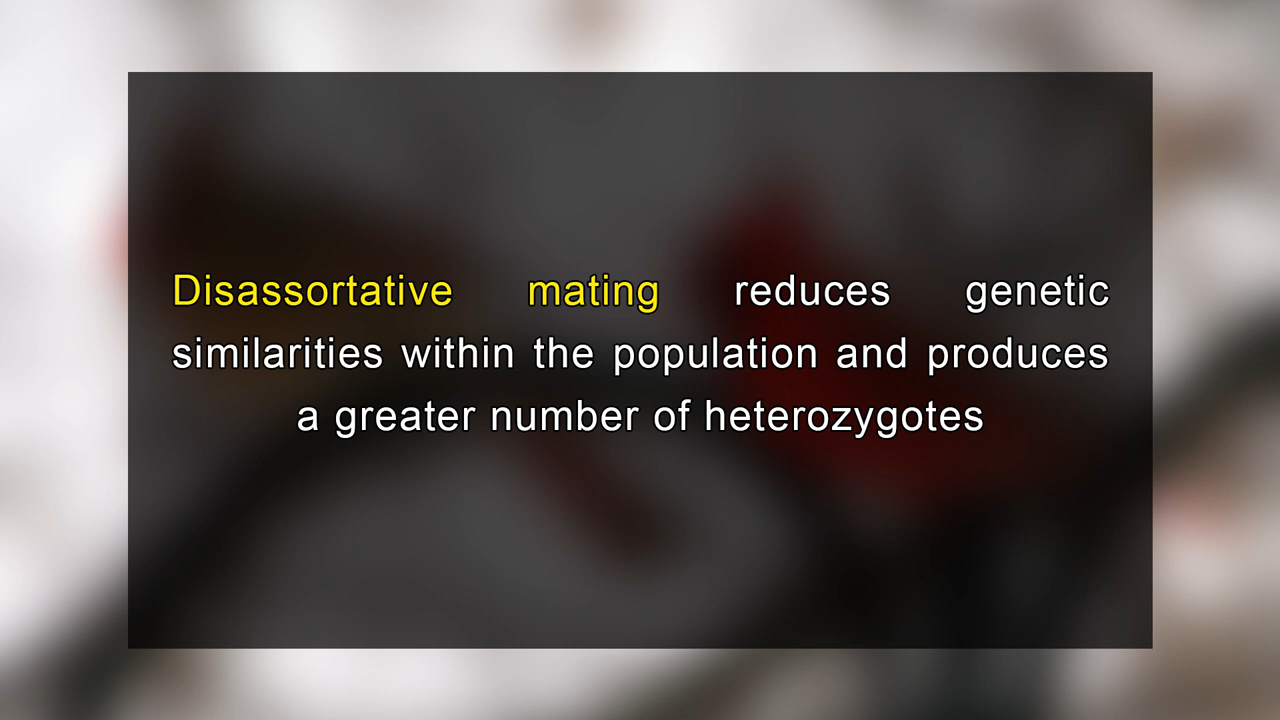 Disassortative mating reduces genetic
similarities within the population and produces
a greater number of heterozygotes